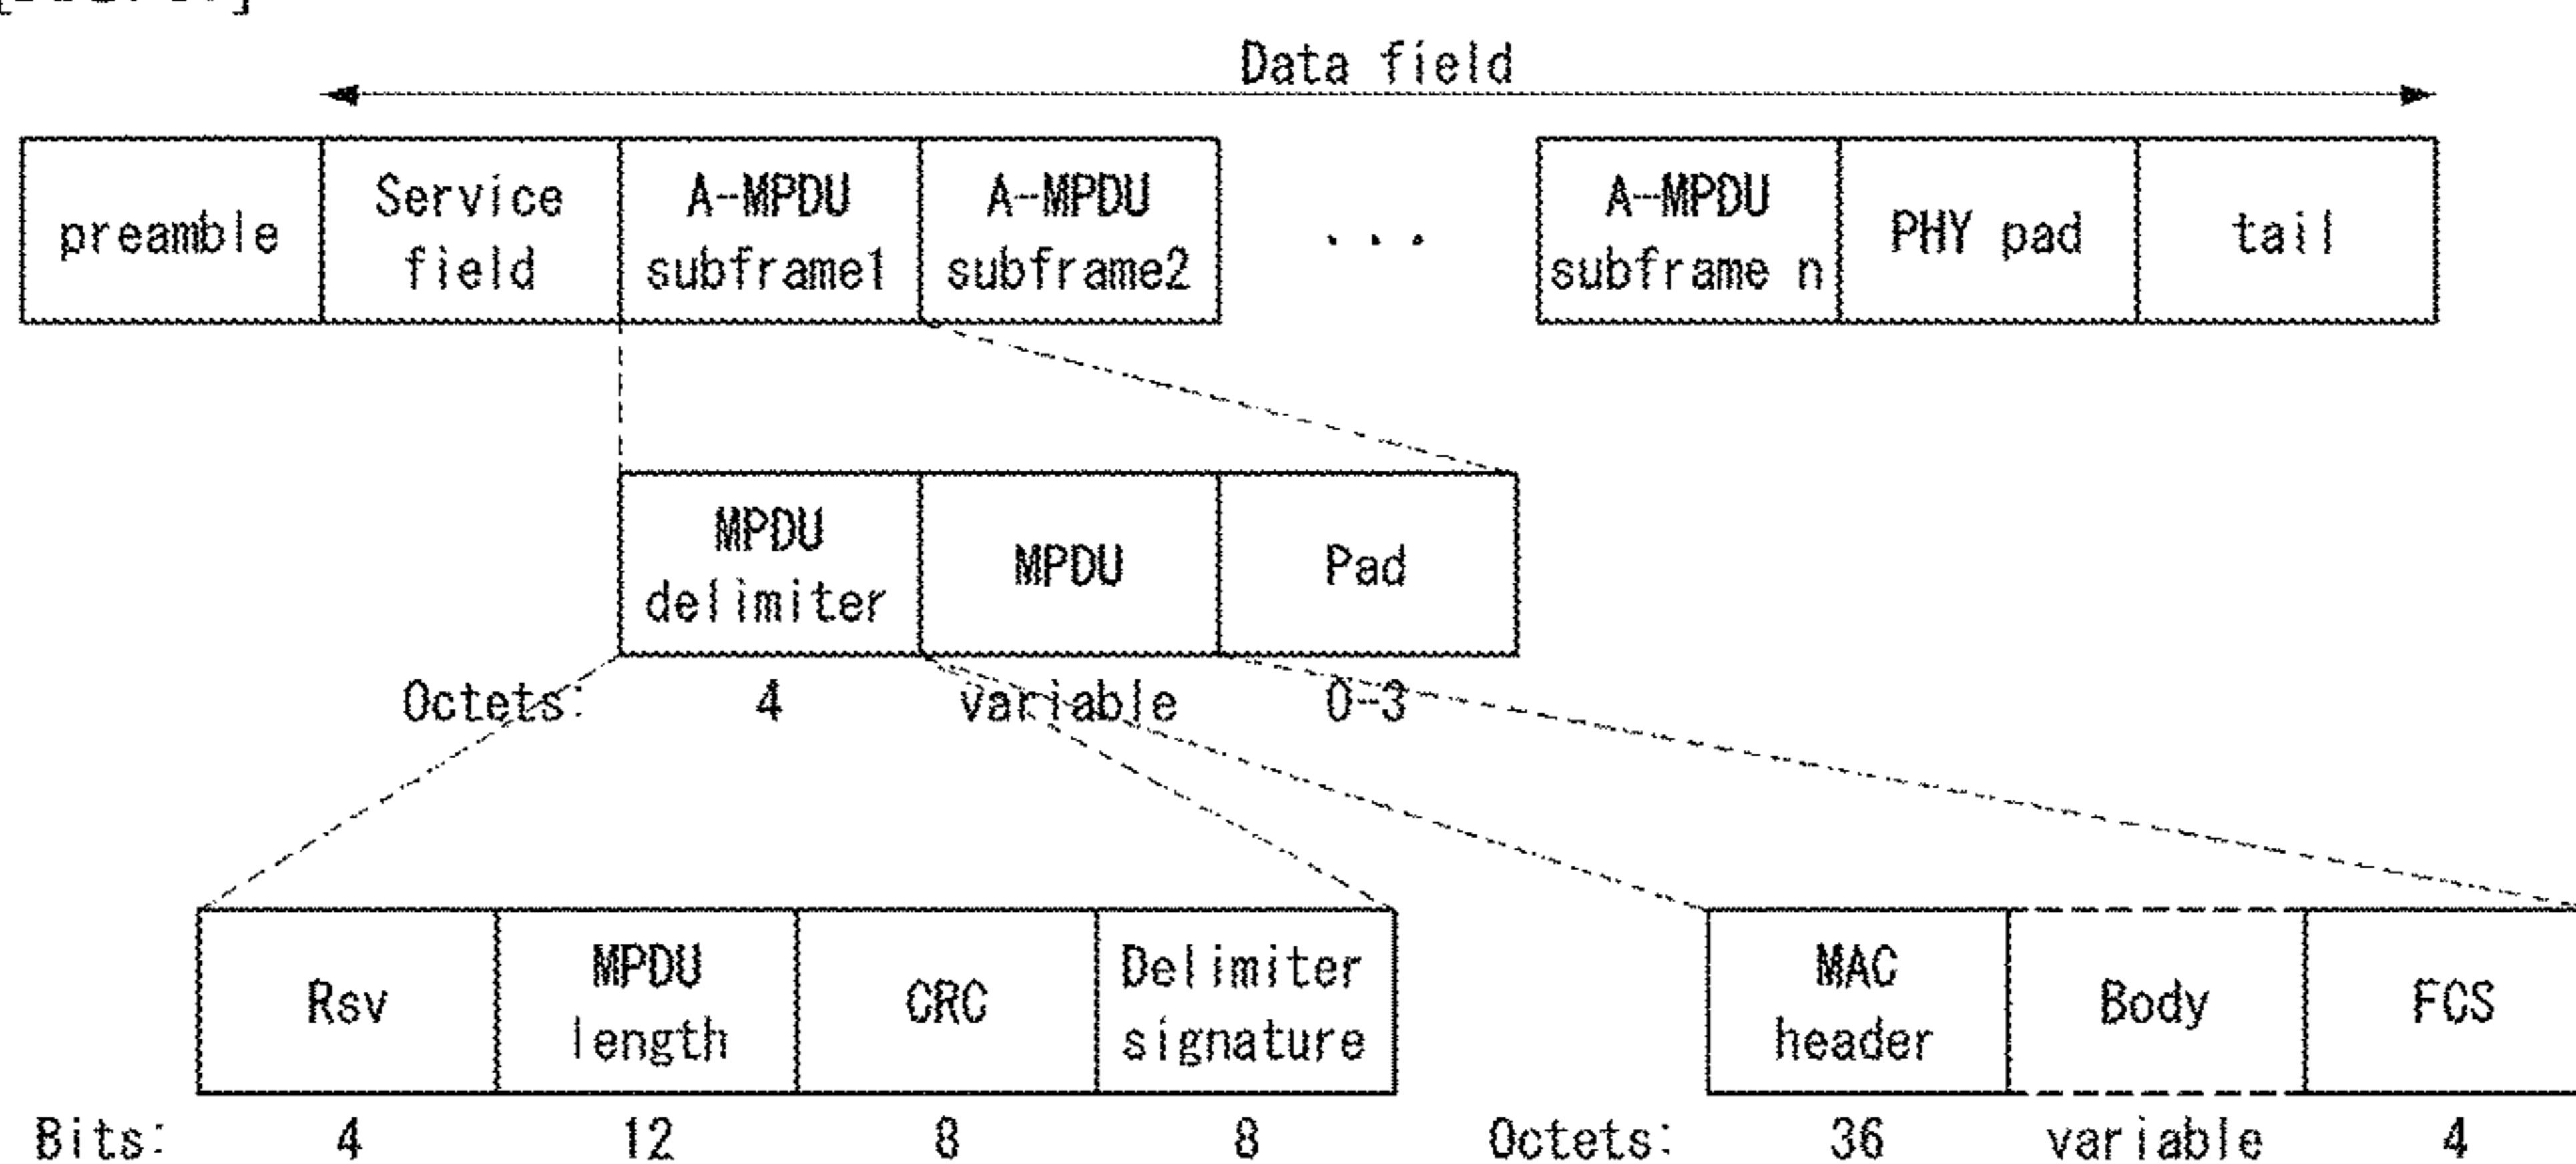 Data field
preamble
Service
field
A-MPDU
subframe1
A-MPDU
subframe2
...
A-MPDU
subframe n
PHY pad
tail
MPDU
delimiter
MPDU
Pad
Octets: 4 variable 0-3
Rsv
MPDU
length
CRC
Delimiter
signature
MAC
header
Body
FCS
Bits: 4 12 8 8
Octets: 36 variable 4